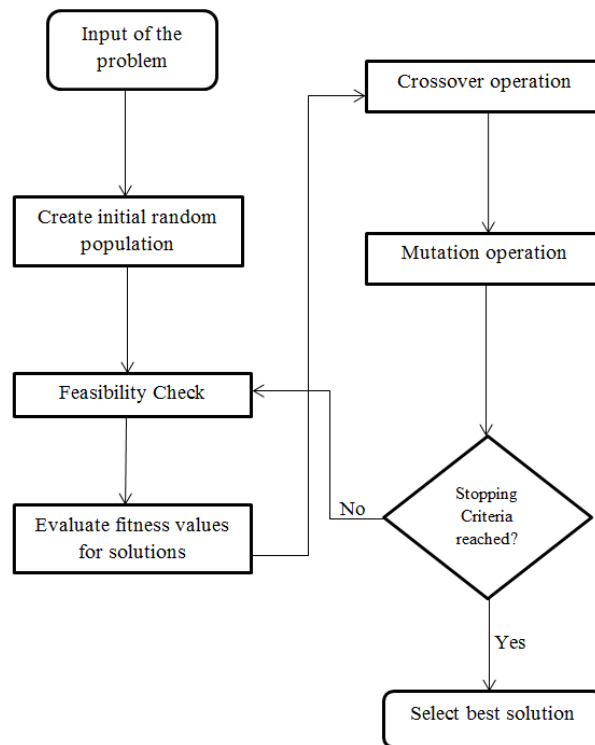 Input of the
problem
Create initial random
population
Feasibility Check
Evaluate fitness values
for solutions
Crossover operation
Mutation operation
Stopping
Criteria
reached?
No
Yes
Select best solution